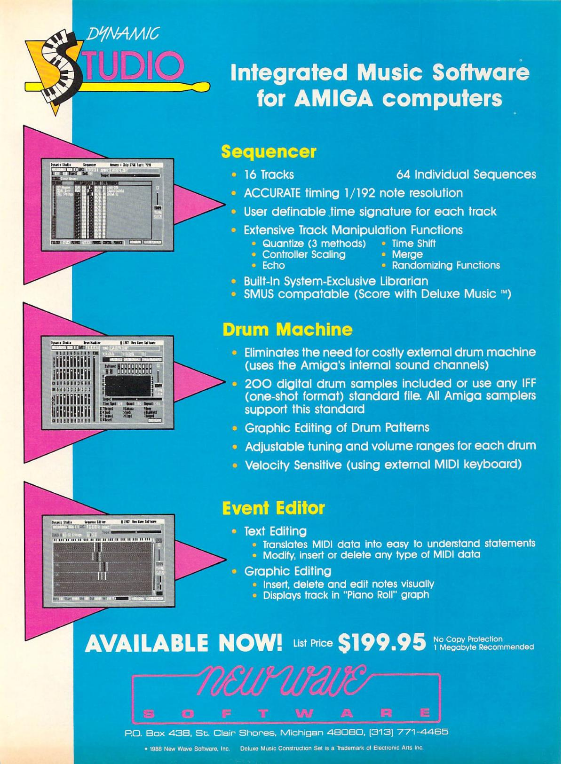 DYNAMIC
STUDIO
Integrated Music Software
for AMIGA computers
Sequencer
• 16 Tracks 64 Individual Sequences
• ACCURATE timing 1/192 note resolution
• User definable time signature for each track
• Extensive Track Manipulation Functions
• Quantize (3 methods) • Time Shift
• Controller Scaling • Merge
• Echo • Randomizing Functions
• Built-In System-Exclusive Librarian
• SMUS compatable (Score with Deluxe Music ™)
Drum Machine
• Eliminates the need for costly external drum machine
(uses the Amiga's internal sound channels)
• 200 digital drum samples included or use any IFF
(one-shot format) standard file. All Amiga samplers
support this standard
• Graphic Editing of Drum Patterns
• Adjustable tuning and volume ranges for each drum
• Velocity Sensitive (using external MIDI keyboard)
Event Editor
• Text Editing
• Translates MIDI data into easy to understand statements
• Modify, insert or delete any type of MIDI data
• Graphic Editing
• Insert, delete and edit notes visually
• Displays track in "Piano Roll" graph
AVAILABLE NOW! List Price $199.95 No Copy Protection
1 Megabyte Recommended
new wave
SOFTWARE
P.O. Box 438, St. Clair Shores, Michigan 48080, (313) 771-4465
• 1988 New Wave Software, Inc. Deluxe Music Construction Set is a Trademark of Electronic Arts Inc.